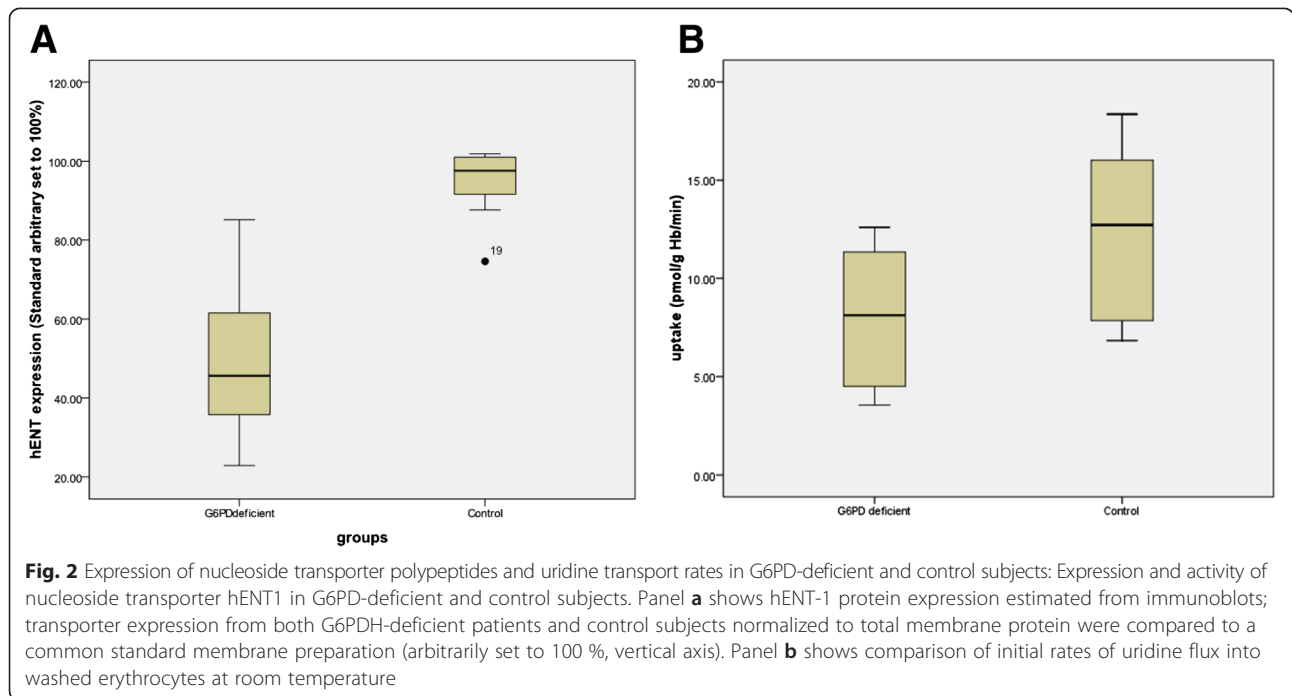 A
hENT expression (Standard arbitrary set to 100%)
120.00
100.00
80.00
60.00
40.00
20.00
19
G6PDdeficient
Control
groups
B
uptake (pmol/g Hb/min)
20.00
15.00
10.00
5.00
0.00
G6PD deficient
Control
Fig. 2 Expression of nucleoside transporter polypeptides and uridine transport rates in G6PD-deficient and control subjects: Expression and activity of
nucleoside transporter hENT1 in G6PD-deficient and control subjects. Panel a shows hENT-1 protein expression estimated from immunoblots;
transporter expression from both G6PDH-deficient patients and control subjects normalized to total membrane protein were compared to a
common standard membrane preparation (arbitrarily set to 100 %, vertical axis). Panel b shows comparison of initial rates of uridine flux into
washed erythrocytes at room temperature